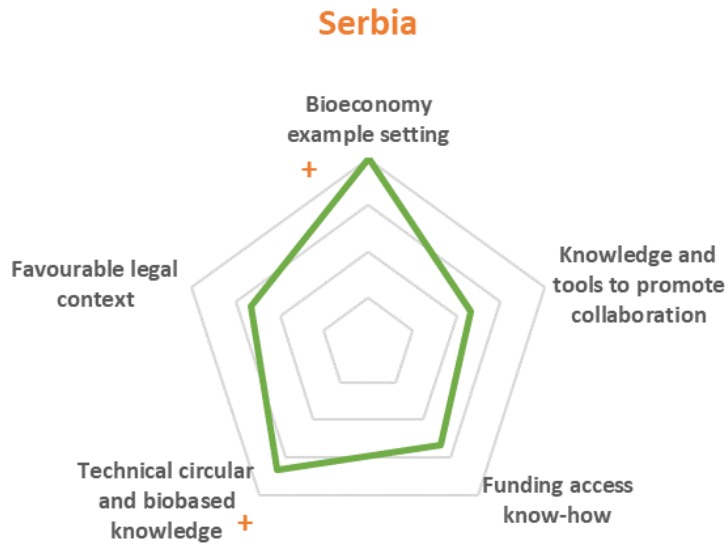 Serbia
Bioeconomy
example setting
+
Favourable legal
context
Knowledge and
tools to promote
collaboration
Technical circular
and biobased
knowledge +
Funding access
know-how